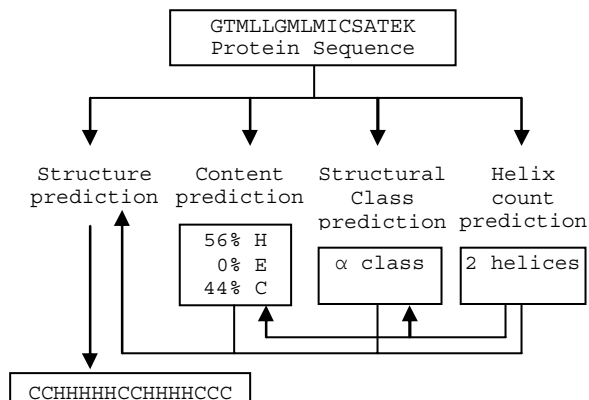 GTMLLGMLMICSATEK
Protein Sequence
Structure
prediction
Content
prediction
Structural
Class
prediction
Helix
count
prediction
56% H
0% E
44% C
α class
2 helices
CCHHHHHCCHHHHCCC